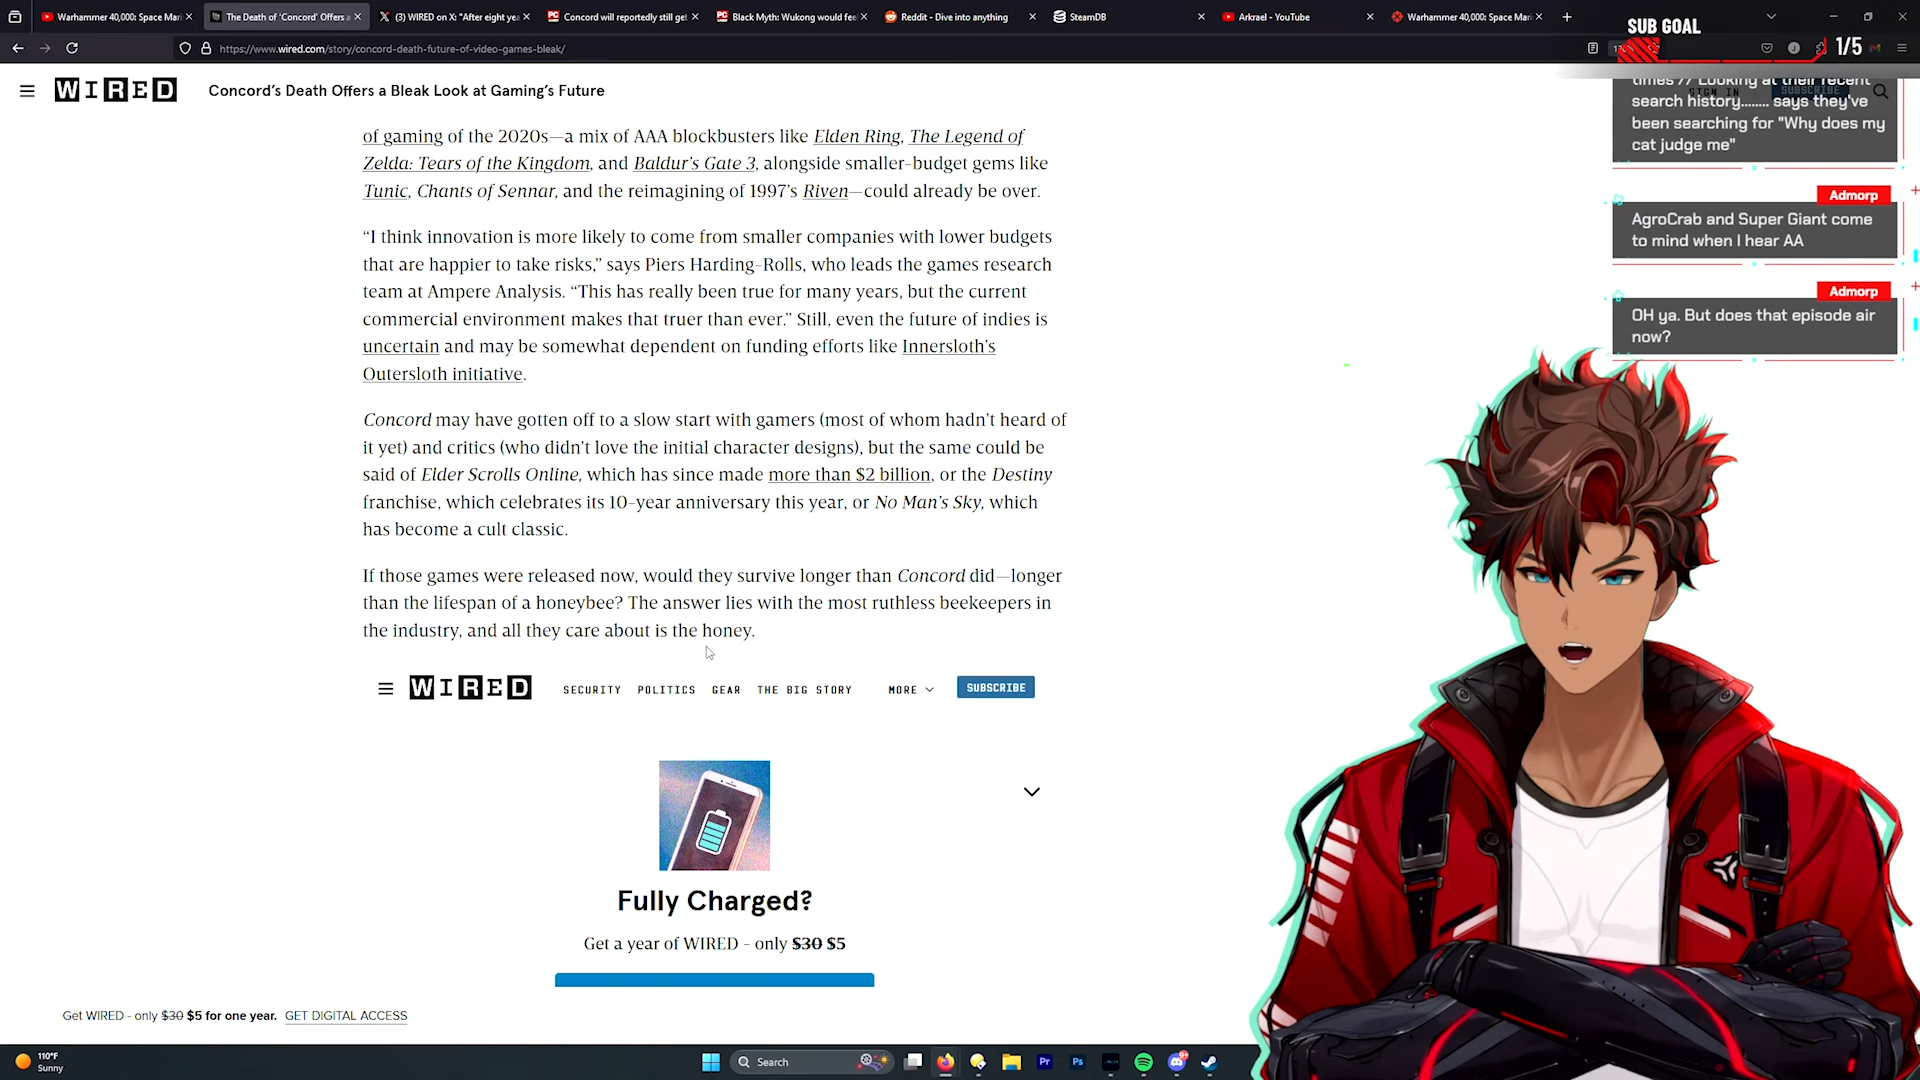 Warhammer 40,000: Space Mari
The Death of 'Concord' Offers a
(3) WIRED on X: "After eight yea
Concord will reportedly still get
Black Myth: Wukong would feel
Reddit - Dive into anything
SteamDB
Arkrael - YouTube
Warhammer 40,000: Space Mari
SUB GOAL
1/5
https://www.wired.com/story/concord-death-future-of-video-games-bleak/
WIRED
Concord's Death Offers a Bleak Look at Gaming's Future
SIGN IN
SUBSCRIBE
of gaming of the 2020s—a mix of AAA blockbusters like Elden Ring, The Legend of
Zelda: Tears of the Kingdom, and Baldur's Gate 3, alongside smaller-budget gems like
Tunic, Chants of Sennar, and the reimagining of 1997's Riven—could already be over.
“I think innovation is more likely to come from smaller companies with lower budgets
that are happier to take risks,” says Piers Harding-Rolls, who leads the games research
team at Ampere Analysis. “This has really been true for many years, but the current
commercial environment makes that truer than ever.” Still, even the future of indies is
uncertain and may be somewhat dependent on funding efforts like Innersloth's
Outersloth initiative.
Concord may have gotten off to a slow start with gamers (most of whom hadn't heard of
it yet) and critics (who didn't love the initial character designs), but the same could be
said of Elder Scrolls Online, which has since made more than $2 billion, or the Destiny
franchise, which celebrates its 10-year anniversary this year, or No Man's Sky, which
has become a cult classic.
If those games were released now, would they survive longer than Concord did—longer
than the lifespan of a honeybee? The answer lies with the most ruthless beekeepers in
the industry, and all they care about is the honey.
WIRED
SECURITY POLITICS GEAR THE BIG STORY MORE
SUBSCRIBE
Fully Charged?
Get a year of WIRED - only $30 $5
Get WIRED - only $30 $5 for one year. GET DIGITAL ACCESS
times // Looking at their recent
search history........ says they've
been searching for "Why does my
cat judge me"
Admorp
AgroCrab and Super Giant come
to mind when I hear AA
Admorp
OH ya. But does that episode air
now?
110°F
Sunny
Search
Pr
Ps